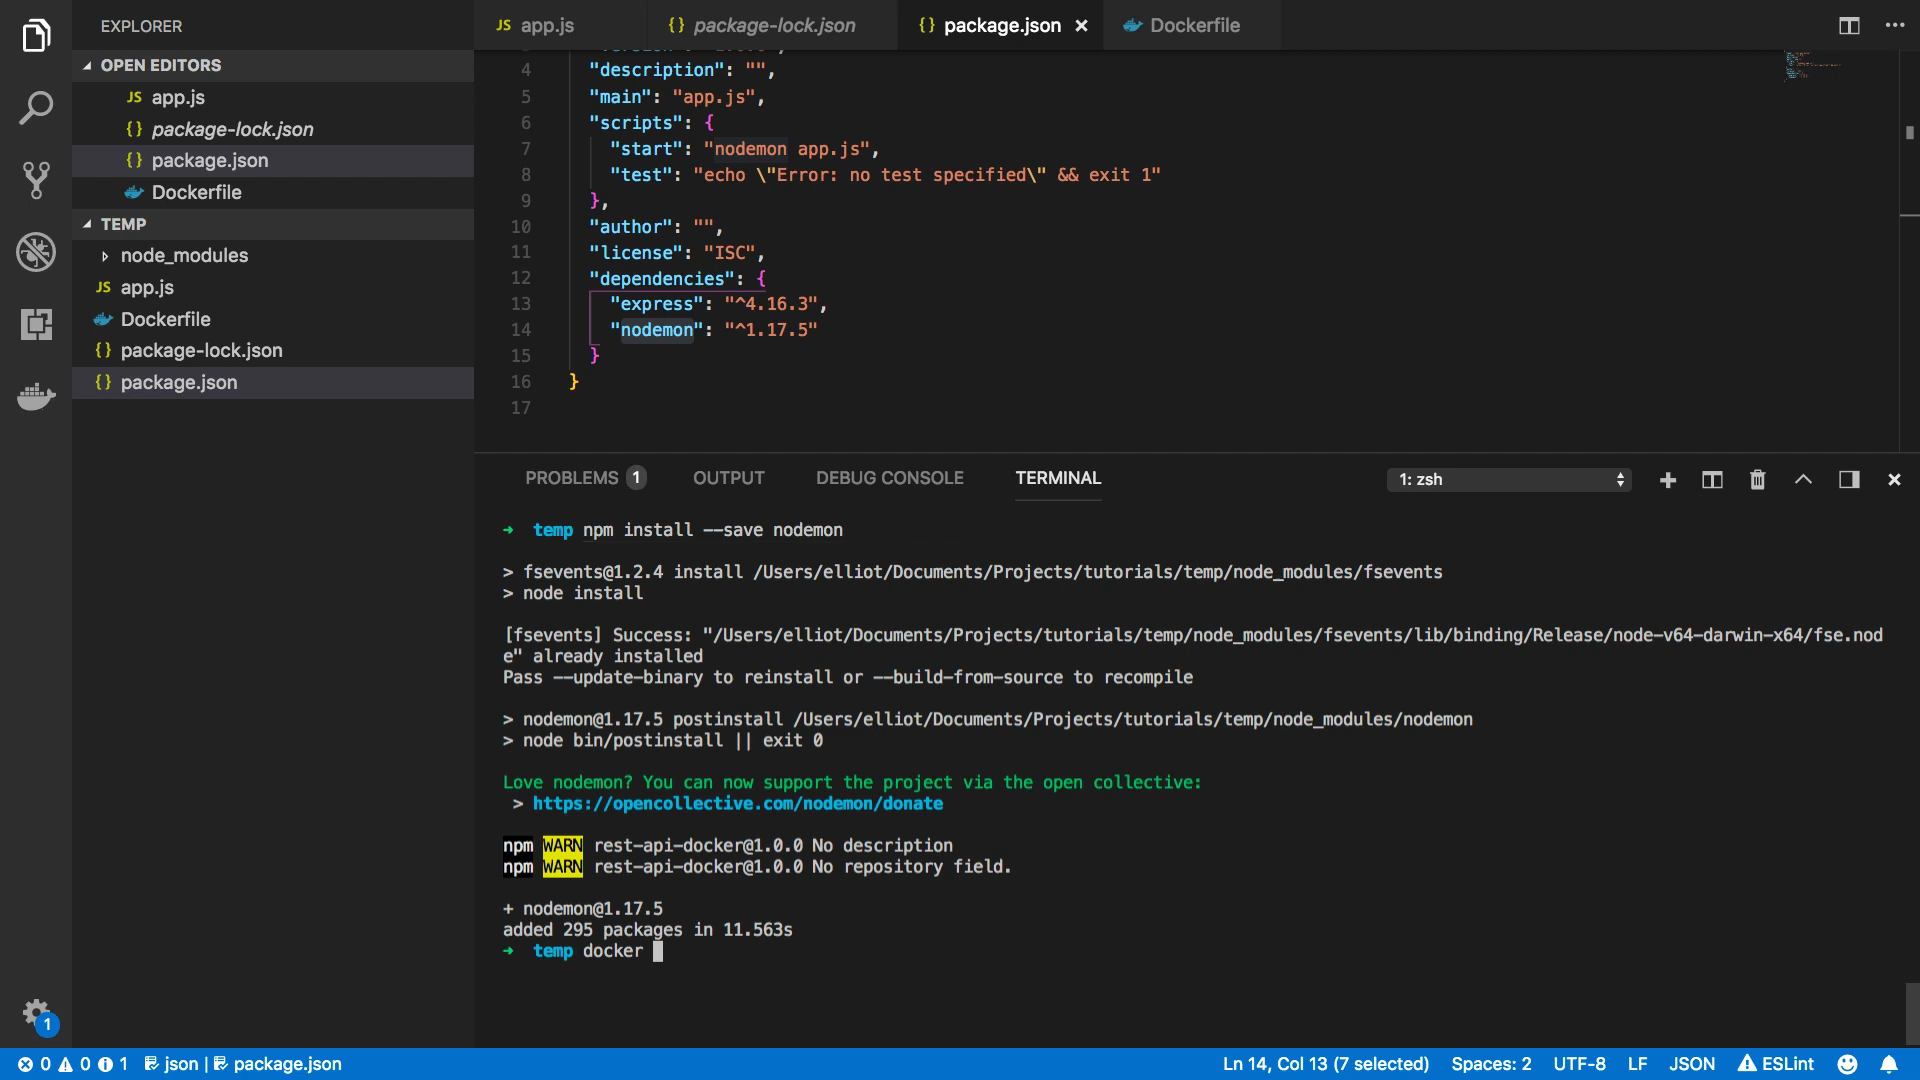 EXPLORER
OPEN EDITORS
JS app.js
{} package-lock.json
{} package.json
Dockerfile
TEMP
node_modules
JS app.js
Dockerfile
{} package-lock.json
{} package.json
1
JS app.js
{} package-lock.json
{} package.json ×
Dockerfile
4 "description": "",
5 "main": "app.js",
6 "scripts": {
7 "start": "nodemon app.js",
8 "test": "echo \"Error: no test specified\" && exit 1"
9 },
10 "author": "",
11 "license": "ISC",
12 "dependencies": {
13 "express": "^4.16.3",
14 "nodemon": "^1.17.5"
15 }
16 }
17
PROBLEMS 1 OUTPUT DEBUG CONSOLE TERMINAL 1: zsh
➜ temp npm install --save nodemon
> fsevents@1.2.4 install /Users/elliot/Documents/Projects/tutorials/temp/node_modules/fsevents
> node install
[fsevents] Success: "/Users/elliot/Documents/Projects/tutorials/temp/node_modules/fsevents/lib/binding/Release/node-v64-darwin-x64/fse.nod
e" already installed
Pass --update-binary to reinstall or --build-from-source to recompile
> nodemon@1.17.5 postinstall /Users/elliot/Documents/Projects/tutorials/temp/node_modules/nodemon
> node bin/postinstall || exit 0
Love nodemon? You can now support the project via the open collective:
> https://opencollective.com/nodemon/donate
npm WARN rest-api-docker@1.0.0 No description
npm WARN rest-api-docker@1.0.0 No repository field.
+ nodemon@1.17.5
added 295 packages in 11.563s
➜ temp docker
0 0 1 json | package.json Ln 14, Col 13 (7 selected) Spaces: 2 UTF-8 LF JSON ESLint